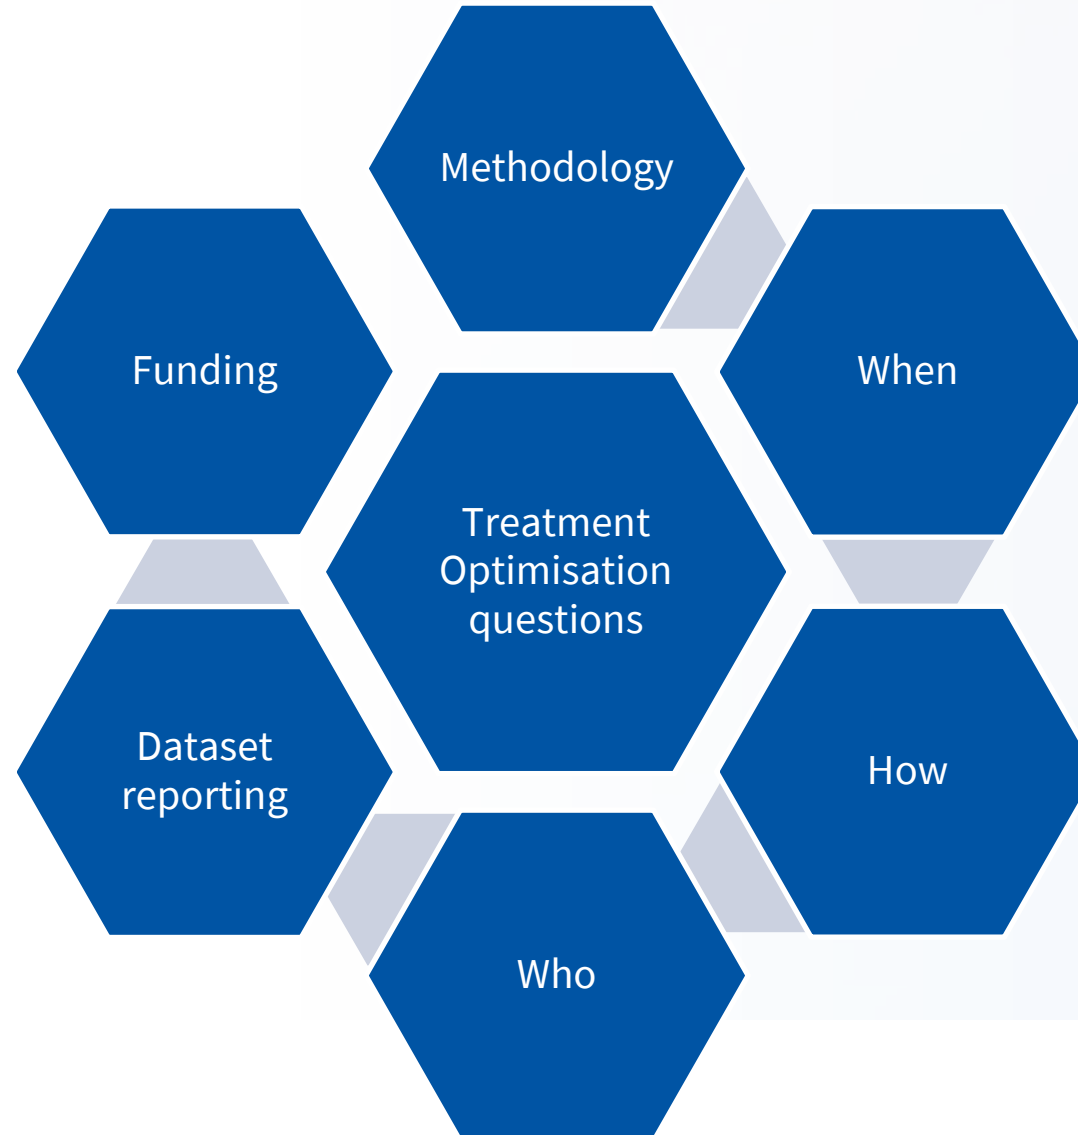 Methodology
Funding
When
Treatment
Optimisation
questions
Dataset
reporting
How
Who